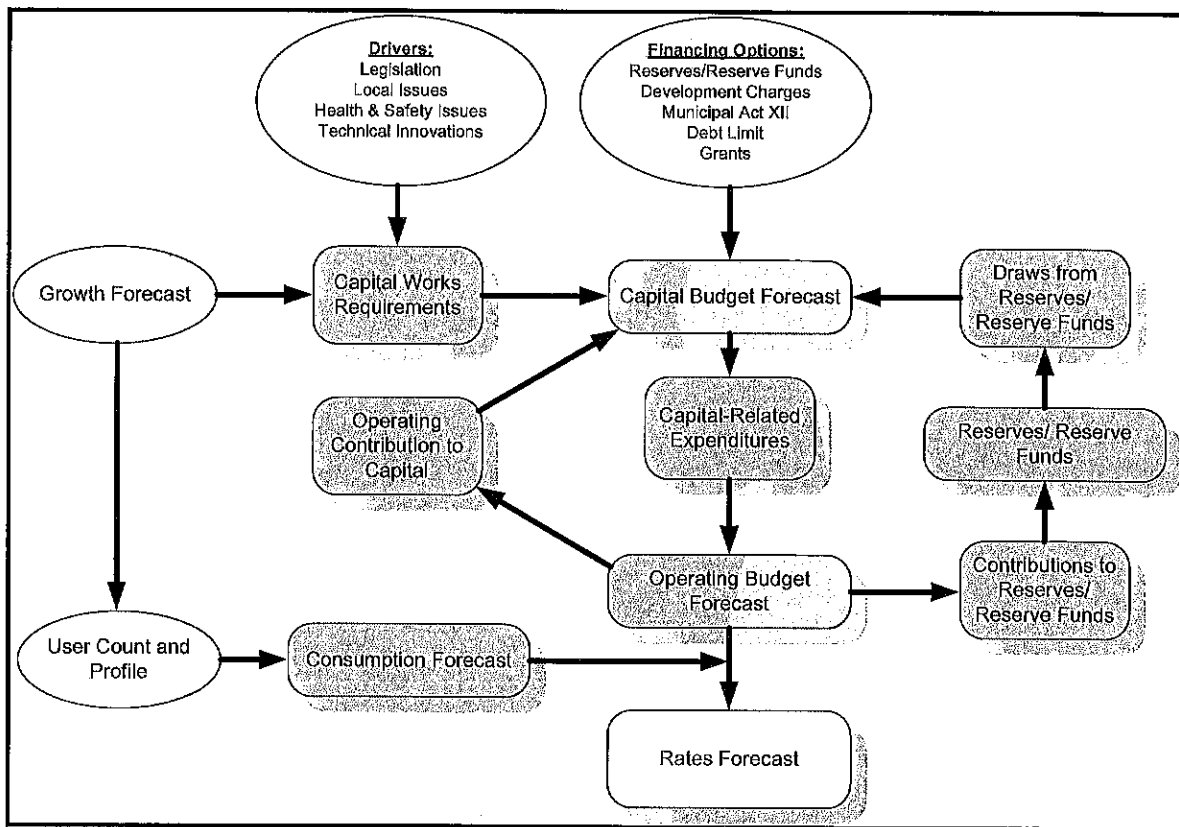 Drivers:
Legislation
Local Issues
Health & Safety Issues
Technical Innovations
Financing Options:
Reserves/Reserve Funds
Development Charges
Municipal Act XII
Debt Limit
Grants
Growth Forecast
Capital Works
Requirements
Capital Budget Forecast
Draws from
Reserves/
Reserve Funds
Operating
Contribution to
Capital
Capital-Related
Expenditures
Reserves/ Reserve
Funds
Operating Budget
Forecast
Contributions to
Reserves/
Reserve Funds
User Count and
Profile
Consumption Forecast
Rates Forecast